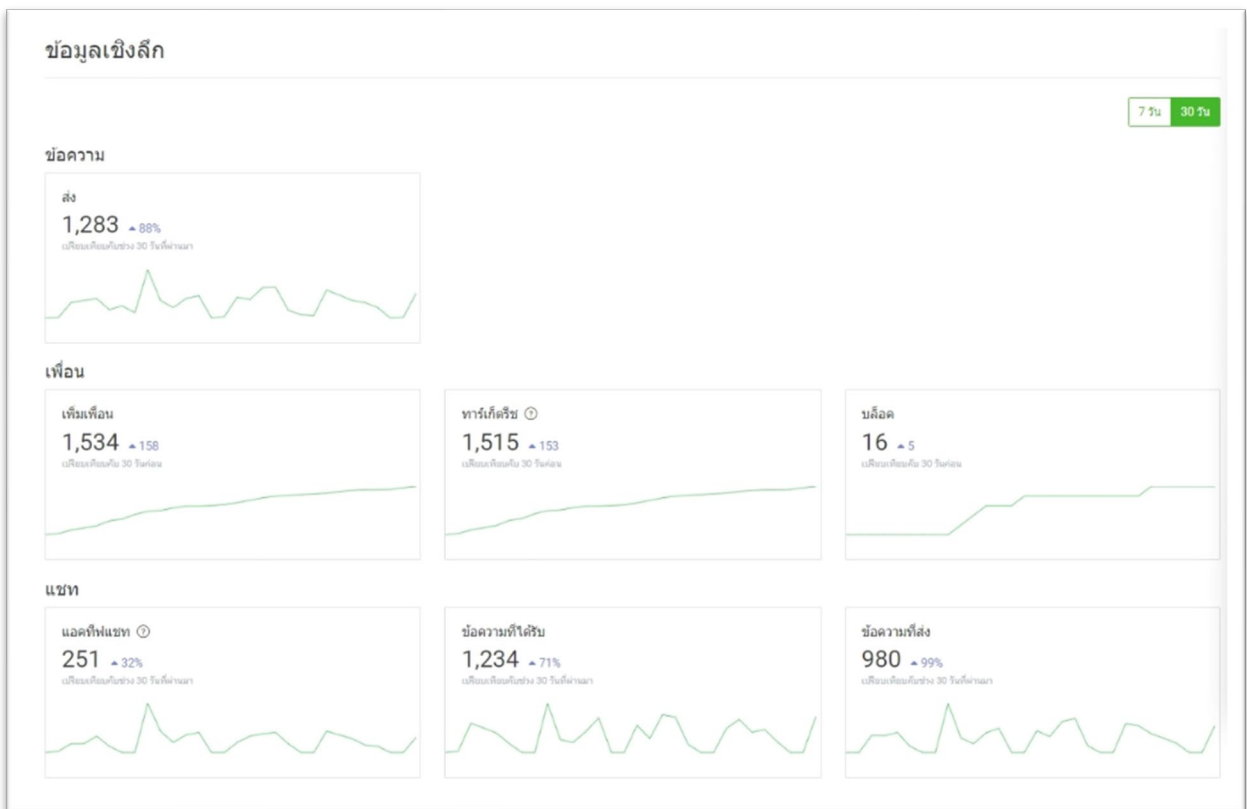 ข้อมูลเชิงลึก
7 วัน 30 วัน
ข้อความ
ส่ง
1,283 88%
เปรียบเทียบกับช่วง 30 วันที่ผ่านมา
เพื่อน
เพิ่มเพื่อน
1,534 158
เปรียบเทียบกับ 30 วันก่อน
ทาร์เก็ตรีช ?
1,515 153
เปรียบเทียบกับ 30 วันก่อน
บล็อค
16 5
เปรียบเทียบกับ 30 วันก่อน
แชท
แอคทีฟแชท ?
251 32%
เปรียบเทียบกับช่วง 30 วันที่ผ่านมา
ข้อความที่ได้รับ
1,234 71%
เปรียบเทียบกับช่วง 30 วันที่ผ่านมา
ข้อความที่ส่ง
980 99%
เปรียบเทียบกับช่วง 30 วันที่ผ่านมา